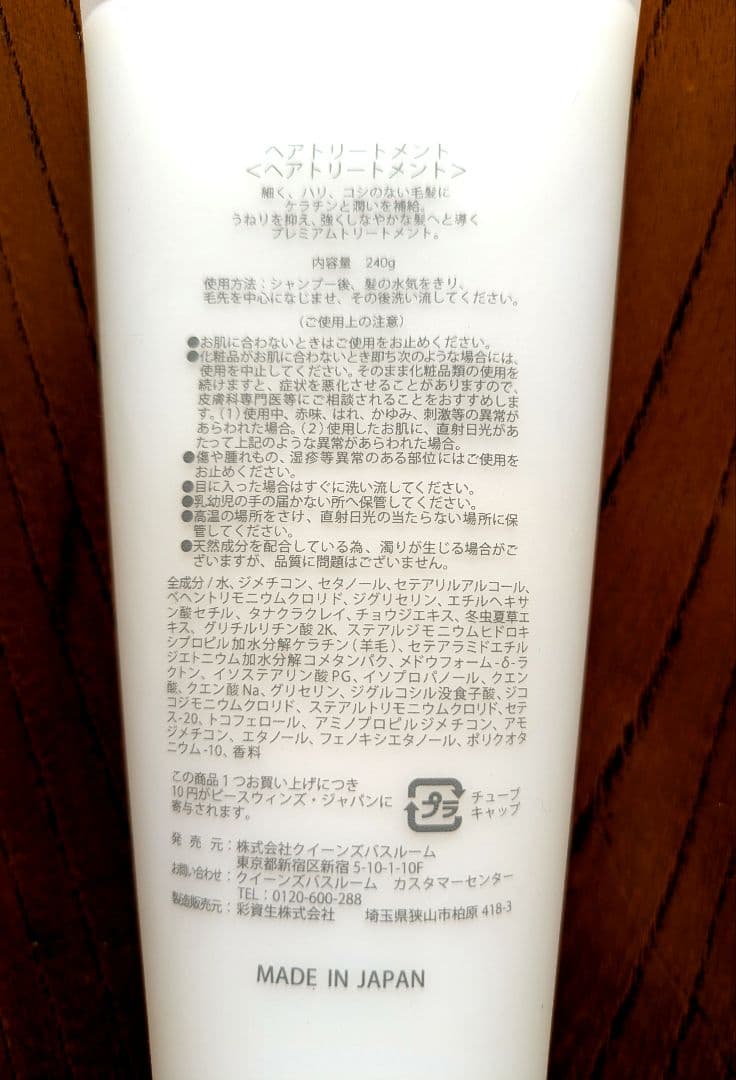 ヘアトリートメント
<ヘアトリートメント>
細く、ハリ、コシのない毛髪に
ケラチンと潤いを補給。
うねりを抑え、強くしなやかな髪へと導く
プレミアムトリートメント。
内容量 240g
使用方法：シャンプー後、髪の水気をきり、
毛先を中心になじませ、その後洗い流してください。
〈ご使用上の注意〉
●お肌に合わないときはご使用をお止めください。
●化粧品がお肌に合わないとき即ち次のような場合には、
使用を中止してください。そのまま化粧品類の使用を
続けますと、症状を悪化させることがありますので、
皮膚科専門医等にご相談されることをおすすめしま
す。（1）使用中、赤味、はれ、かゆみ、刺激等の異常が
あらわれた場合。（2）使用したお肌に、直射日光があ
たって上記のような異常があらわれた場合。
●傷や腫れもの、湿疹等異常のある部位にはご使用を
お止めください。
●目に入った場合はすぐに洗い流してください。
●乳幼児の手の届かない所へ保管してください。
●高温の場所をさけ、直射日光の当たらない場所に保
管してください。
●天然成分を配合している為、濁りが生じる場合がご
ざいますが、品質に問題はございません。
全成分/水、ジメチコン、セタノール、セテアリルアルコール、
ベヘントリモニウムクロリド、ジグリセリン、エチルヘキサ
ン酸セチル、タナクラクレイ、チョウジエキス、冬虫夏草エ
キス、グリチルリチン酸2K、ステアルジモニウムヒドロキ
シプロピル加水分解ケラチン（羊毛）、セテアラミドエチル
ジエトニウム加水分解コメタンパク、メドウフォーム-δ-ラ
クトン、イソステアリン酸PG、イソプロパノール、クエン
酸、クエン酸Na、グリセリン、ジグルコシル没食子酸、ジココ
ジモニウムクロリド、ステアルトリモニウムクロリド、セテ
ス-20、トコフェロール、アミノプロピルジメチコン、アモ
ジメチコン、エタノール、フェノキシエタノール、ポリクオタ
ニウム-10、香料
この商品1つお買い上げにつき
10円がピースウィンズ・ジャパンに
寄与されます。
プラ
チューブ
キャップ
発売元：株式会社クイーンズバスルーム
東京都新宿区新宿5-10-1-10F
お問い合わせ：クイーンズバスルーム カスタマーセンター
TEL：0120-600-288
製造販売元：彩資生株式会社 埼玉県狭山市柏原418-3
MADE IN JAPAN